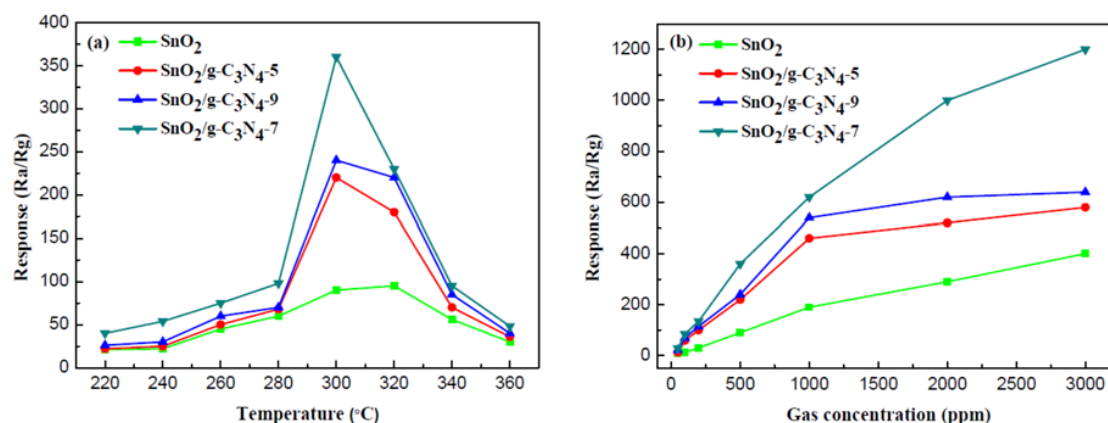 (a)
SnO2
SnO2/g-C3N4-5
SnO2/g-C3N4-9
SnO2/g-C3N4-7
400
350
300
250
200
150
100
50
0
Response (Ra/Rg)
220 240 260 280 300 320 340 360
Temperature (°C)
(b)
SnO2
SnO2/g-C3N4-5
SnO2/g-C3N4-9
SnO2/g-C3N4-7
1200
1000
800
600
400
200
0
Response (Ra/Rg)
0 500 1000 1500 2000 2500 3000
Gas concentration (ppm)